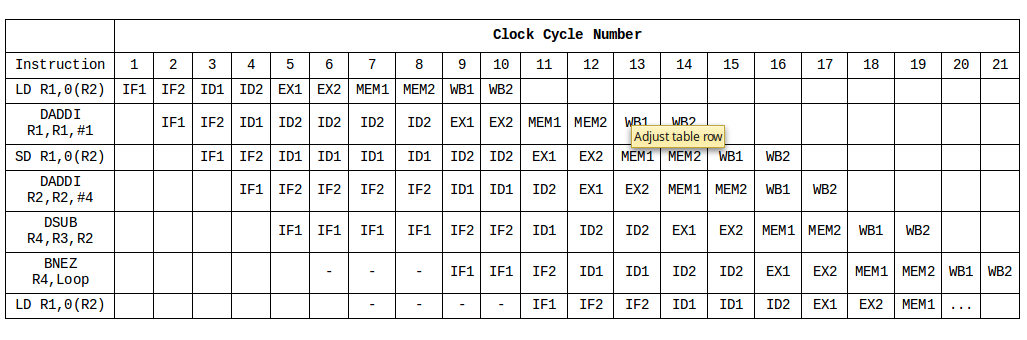 Clock Cycle Number
Instruction 1 2 3 4 5 6 7 8 9 10 11 12 13 14 15 16 17 18 19 20 21
LD R1,0(R2) IF1 IF2 ID1 ID2 EX1 EX2 MEM1 MEM2 WB1 WB2
DADDI
R1,R1,#1 IF1 IF2 ID1 ID2 ID2 ID2 ID2 EX1 EX2 MEM1 MEM2 WB1 WB2
Adjust table row
SD R1,0(R2) IF1 IF2 ID1 ID1 ID1 ID1 ID2 ID2 EX1 EX2 MEM1 MEM2 WB1 WB2
DADDI
R2,R2,#4 IF1 IF2 IF2 IF2 IF2 ID1 ID1 ID2 EX1 EX2 MEM1 MEM2 WB1 WB2
DSUB
R4,R3,R2 IF1 IF1 IF1 IF1 IF2 IF2 ID1 ID2 ID2 EX1 EX2 MEM1 MEM2 WB1 WB2
BNEZ
R4,Loop - - - IF1 IF1 IF2 ID1 ID1 ID2 ID2 EX1 EX2 MEM1 MEM2 WB1 WB2
LD R1,0(R2) - - - - IF1 IF2 IF2 ID1 ID1 ID2 EX1 EX2 MEM1 ...